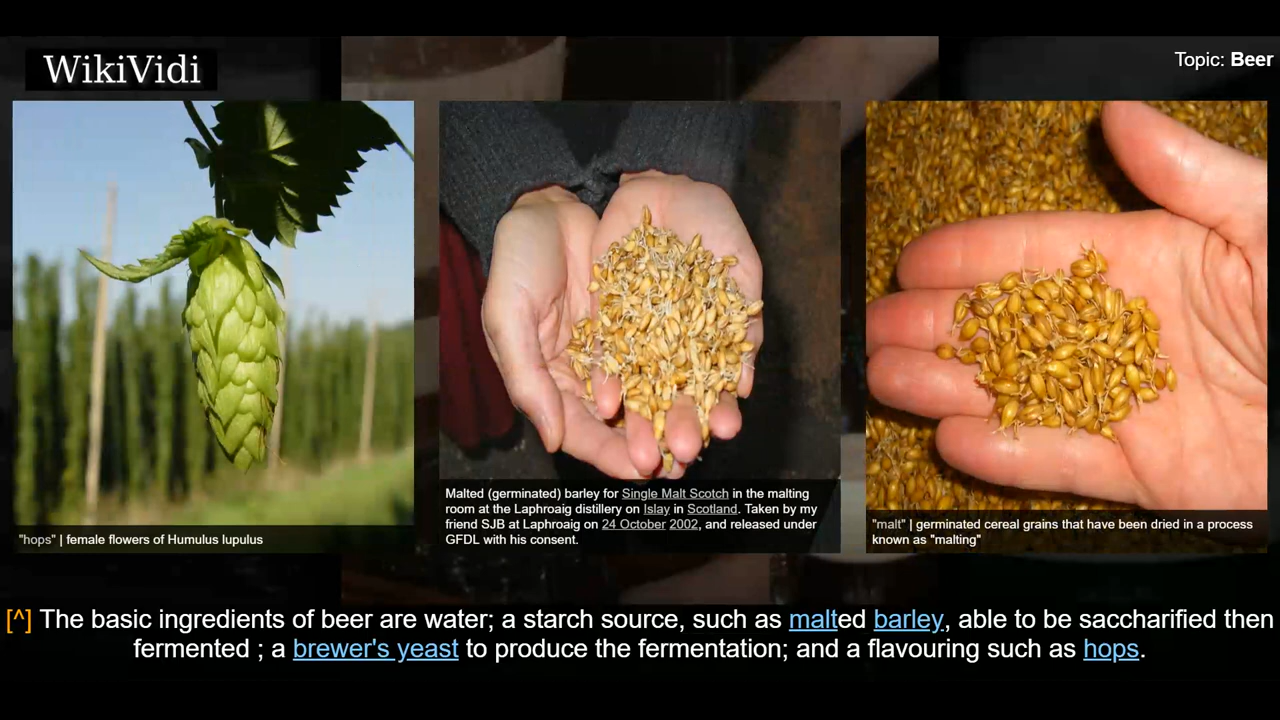 WikiVidi
Topic: Beer
"hops" | female flowers of Humulus lupulus
Malted (germinated) barley for Single Malt Scotch in the malting
room at the Laphroaig distillery on Islay in Scotland. Taken by my
friend SJB at Laphroaig on 24 October 2002, and released under
GFDL with his consent.
"malt" | germinated cereal grains that have been dried in a process
known as "malting"
[^] The basic ingredients of beer are water; a starch source, such as malted barley, able to be saccharified then
fermented ; a brewer's yeast to produce the fermentation; and a flavouring such as hops.